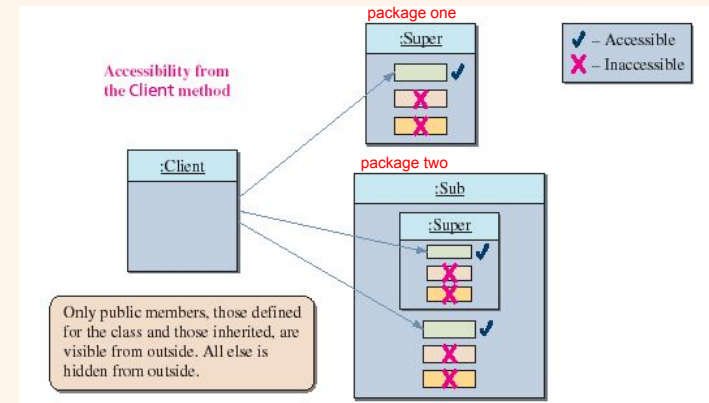 package one
:Super
✓ – Accessible
X – Inaccessible
Accessibility from
the Client method
package two
:Client
:Sub
:Super
Only public members, those defined
for the class and those inherited, are
visible from outside. All else is
hidden from outside.